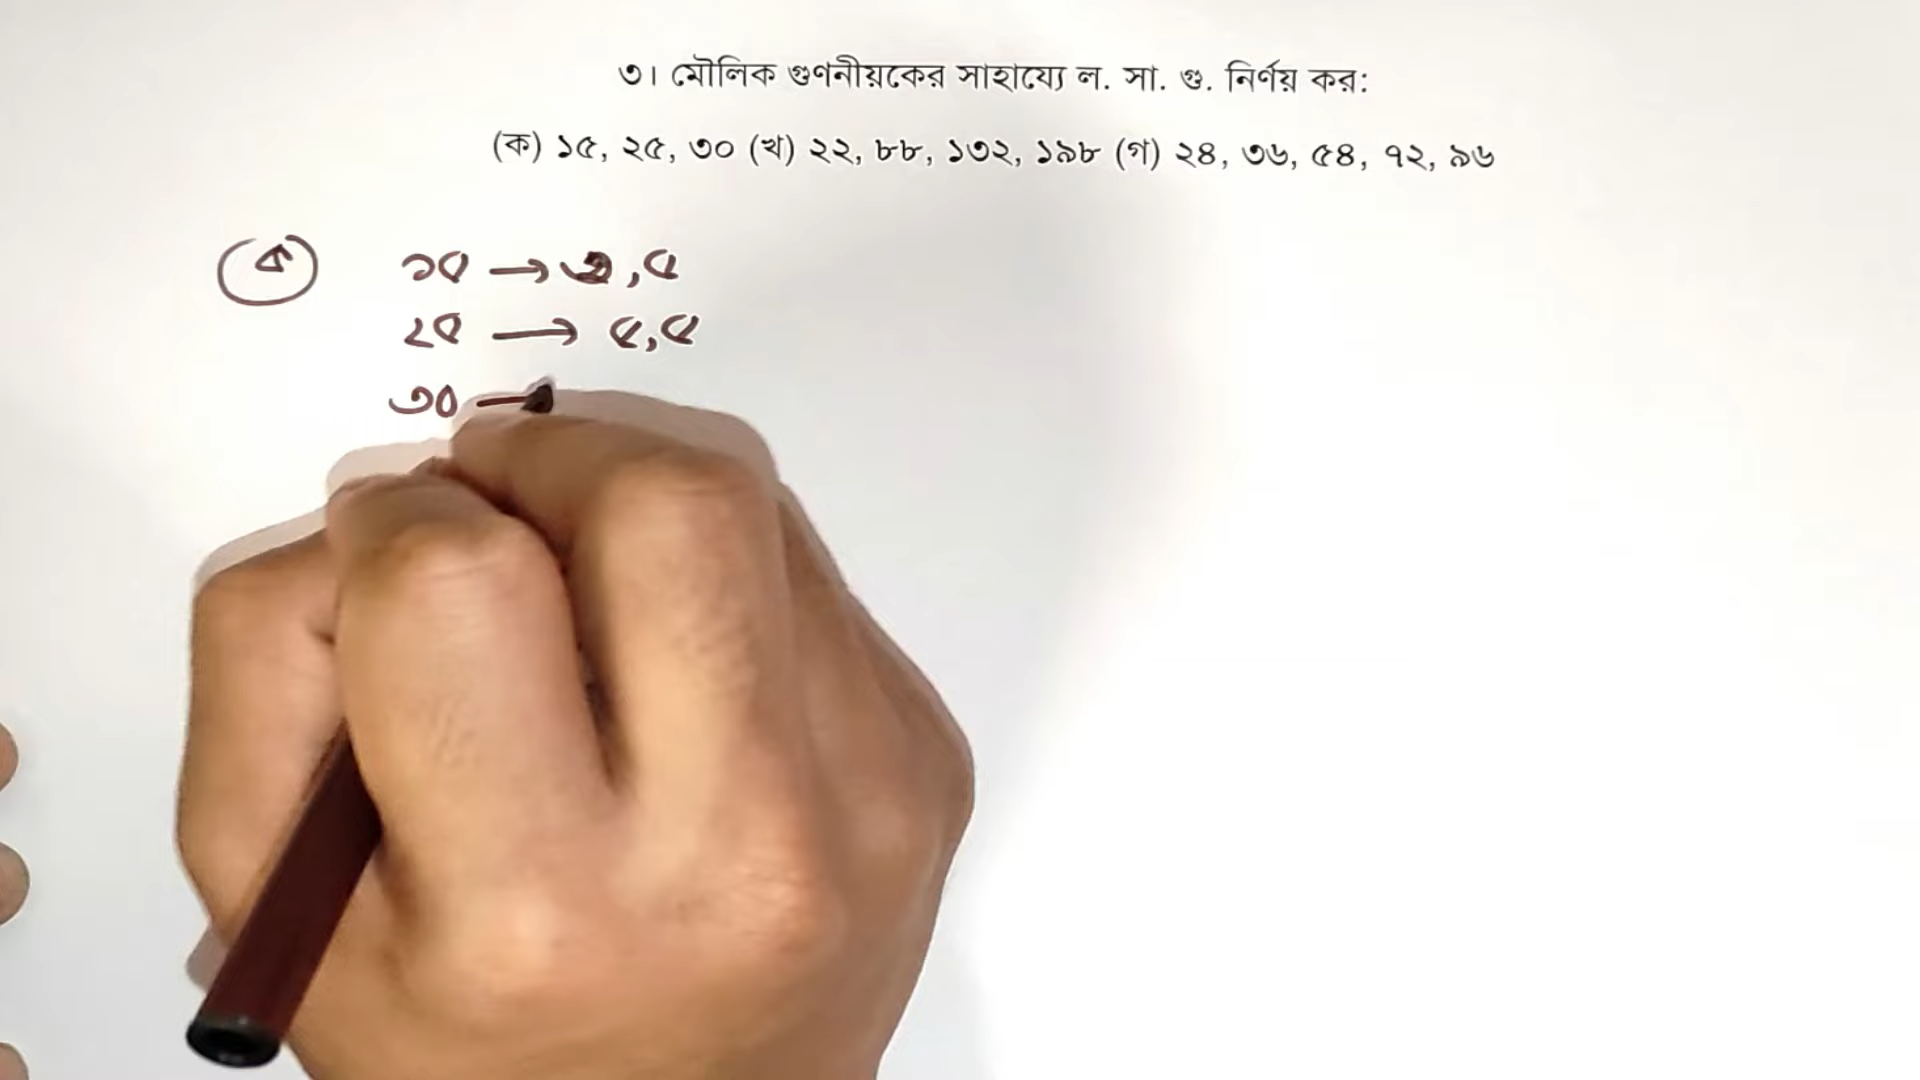 ৩। মৌলিক গুণনীয়কের সাহায্যে ল. সা. গু. নির্ণয় কর:
(ক) ১৫, ২৫, ৩০ (খ) ২২, ৮৮, ১৩২, ১৯৮ (গ) ২৪, ৩৬, ৫৪, ৭২, ৯৬
ক ১৫ → ৩,৫
২৫ → ৫,৫
৩০ —